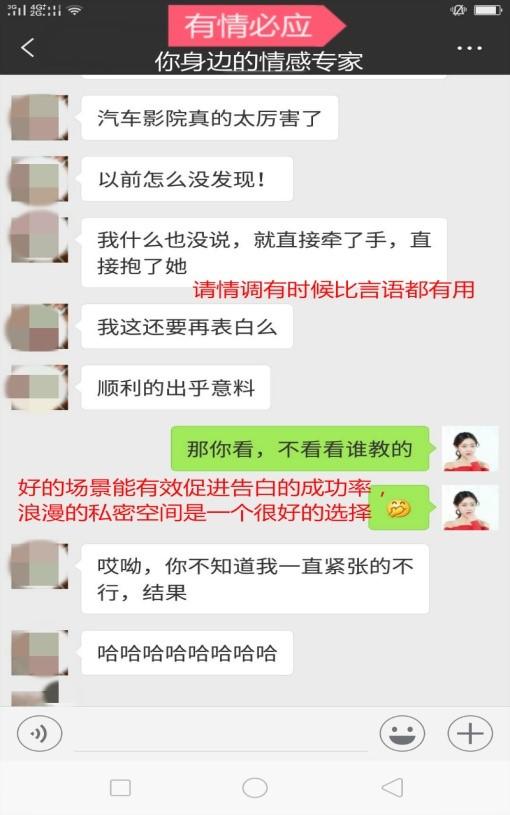 3G 4G+ 2G
有情必应
你身边的情感专家
汽车影院真的太厉害了
以前怎么没发现！
我什么也没说，就直接牵了手，直
接抱了她
请情调有时候比言语都有用
我这还要再表白么
顺利的出乎意料
那你看，不看看谁教的
好的场景能有效促进告白的成功率，
浪漫的私密空间是一个很好的选择
哎呦，你不知道我一直紧张的不
行，结果
哈哈哈哈哈哈哈哈